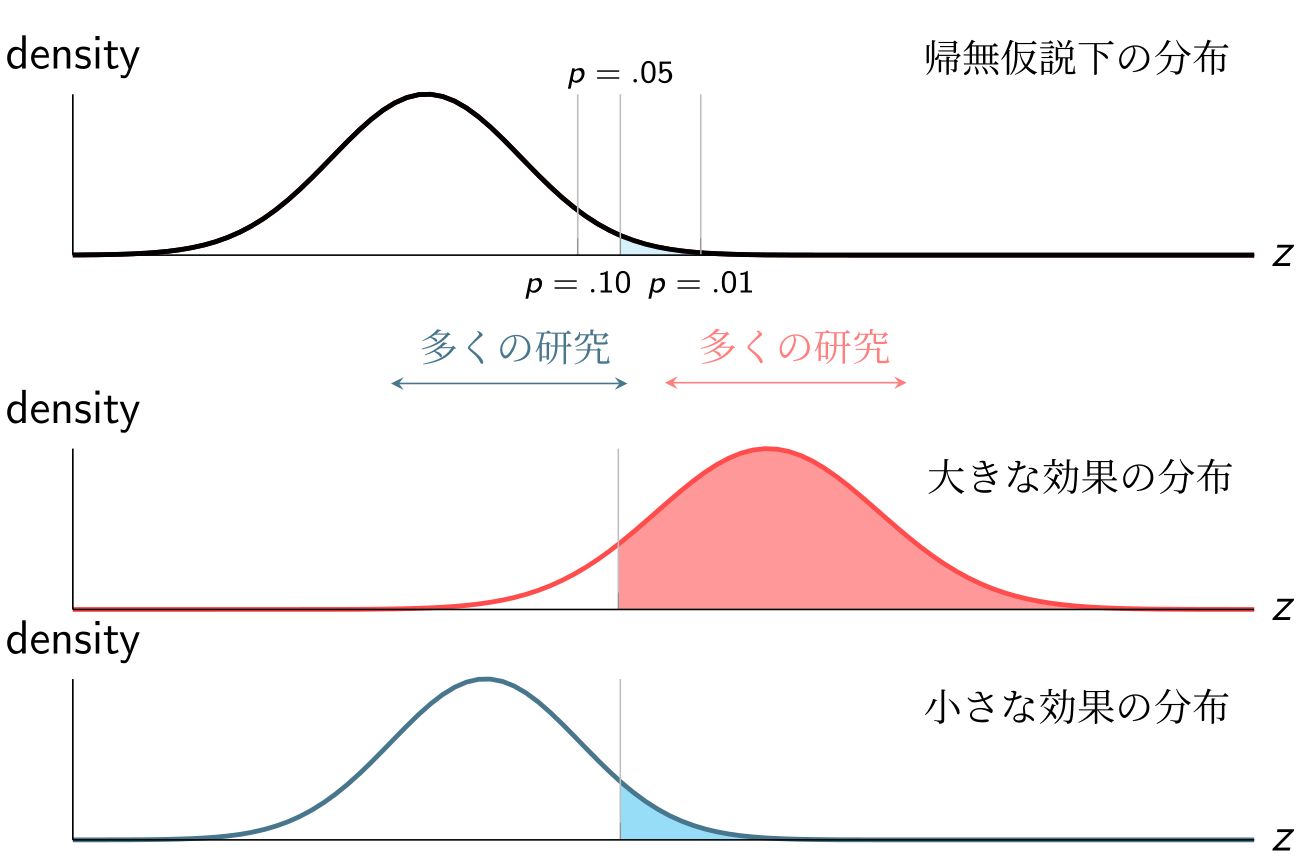 density
帰無仮説下の分布
p = .05
z
p = .10
p = .01
多くの研究
多くの研究
density
大きな効果の分布
z
density
小さな効果の分布
z